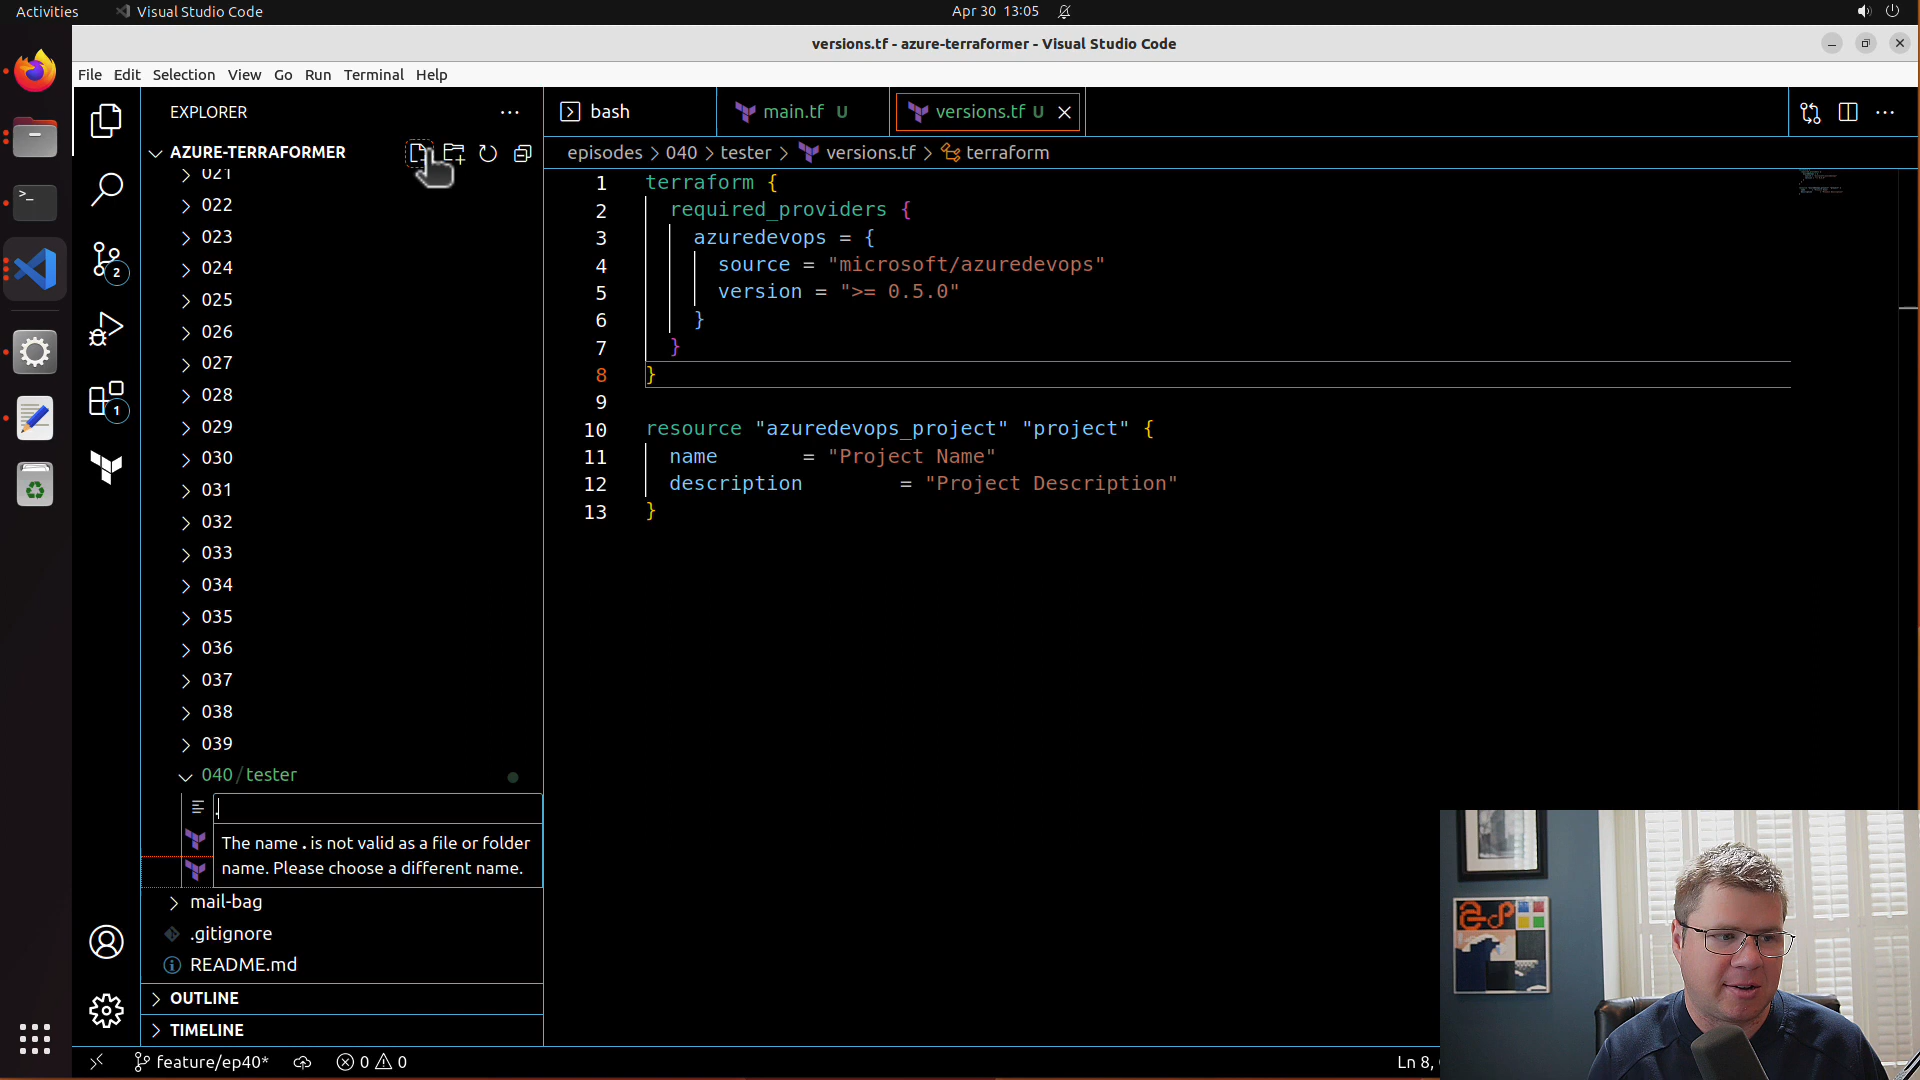 Activities
Visual Studio Code
Apr 30 13:05
versions.tf - azure-terraformer - Visual Studio Code
File Edit Selection View Go Run Terminal Help
EXPLORER
bash
main.tf U
versions.tf U
AZURE-TERRAFORMER
episodes > 040 > tester > versions.tf > terraform
021
022
023
024
025
026
027
028
029
030
031
032
033
034
035
036
037
038
039
040/tester
.
The name . is not valid as a file or folder
name. Please choose a different name.
mail-bag
.gitignore
README.md
OUTLINE
TIMELINE
2
1
1 terraform {
2 required_providers {
3 azuredevops = {
4 source = "microsoft/azuredevops"
5 version = ">= 0.5.0"
6 }
7 }
8 }
9
10 resource "azuredevops_project" "project" {
11 name = "Project Name"
12 description = "Project Description"
13 }
feature/ep40*
0 0
Ln 8,